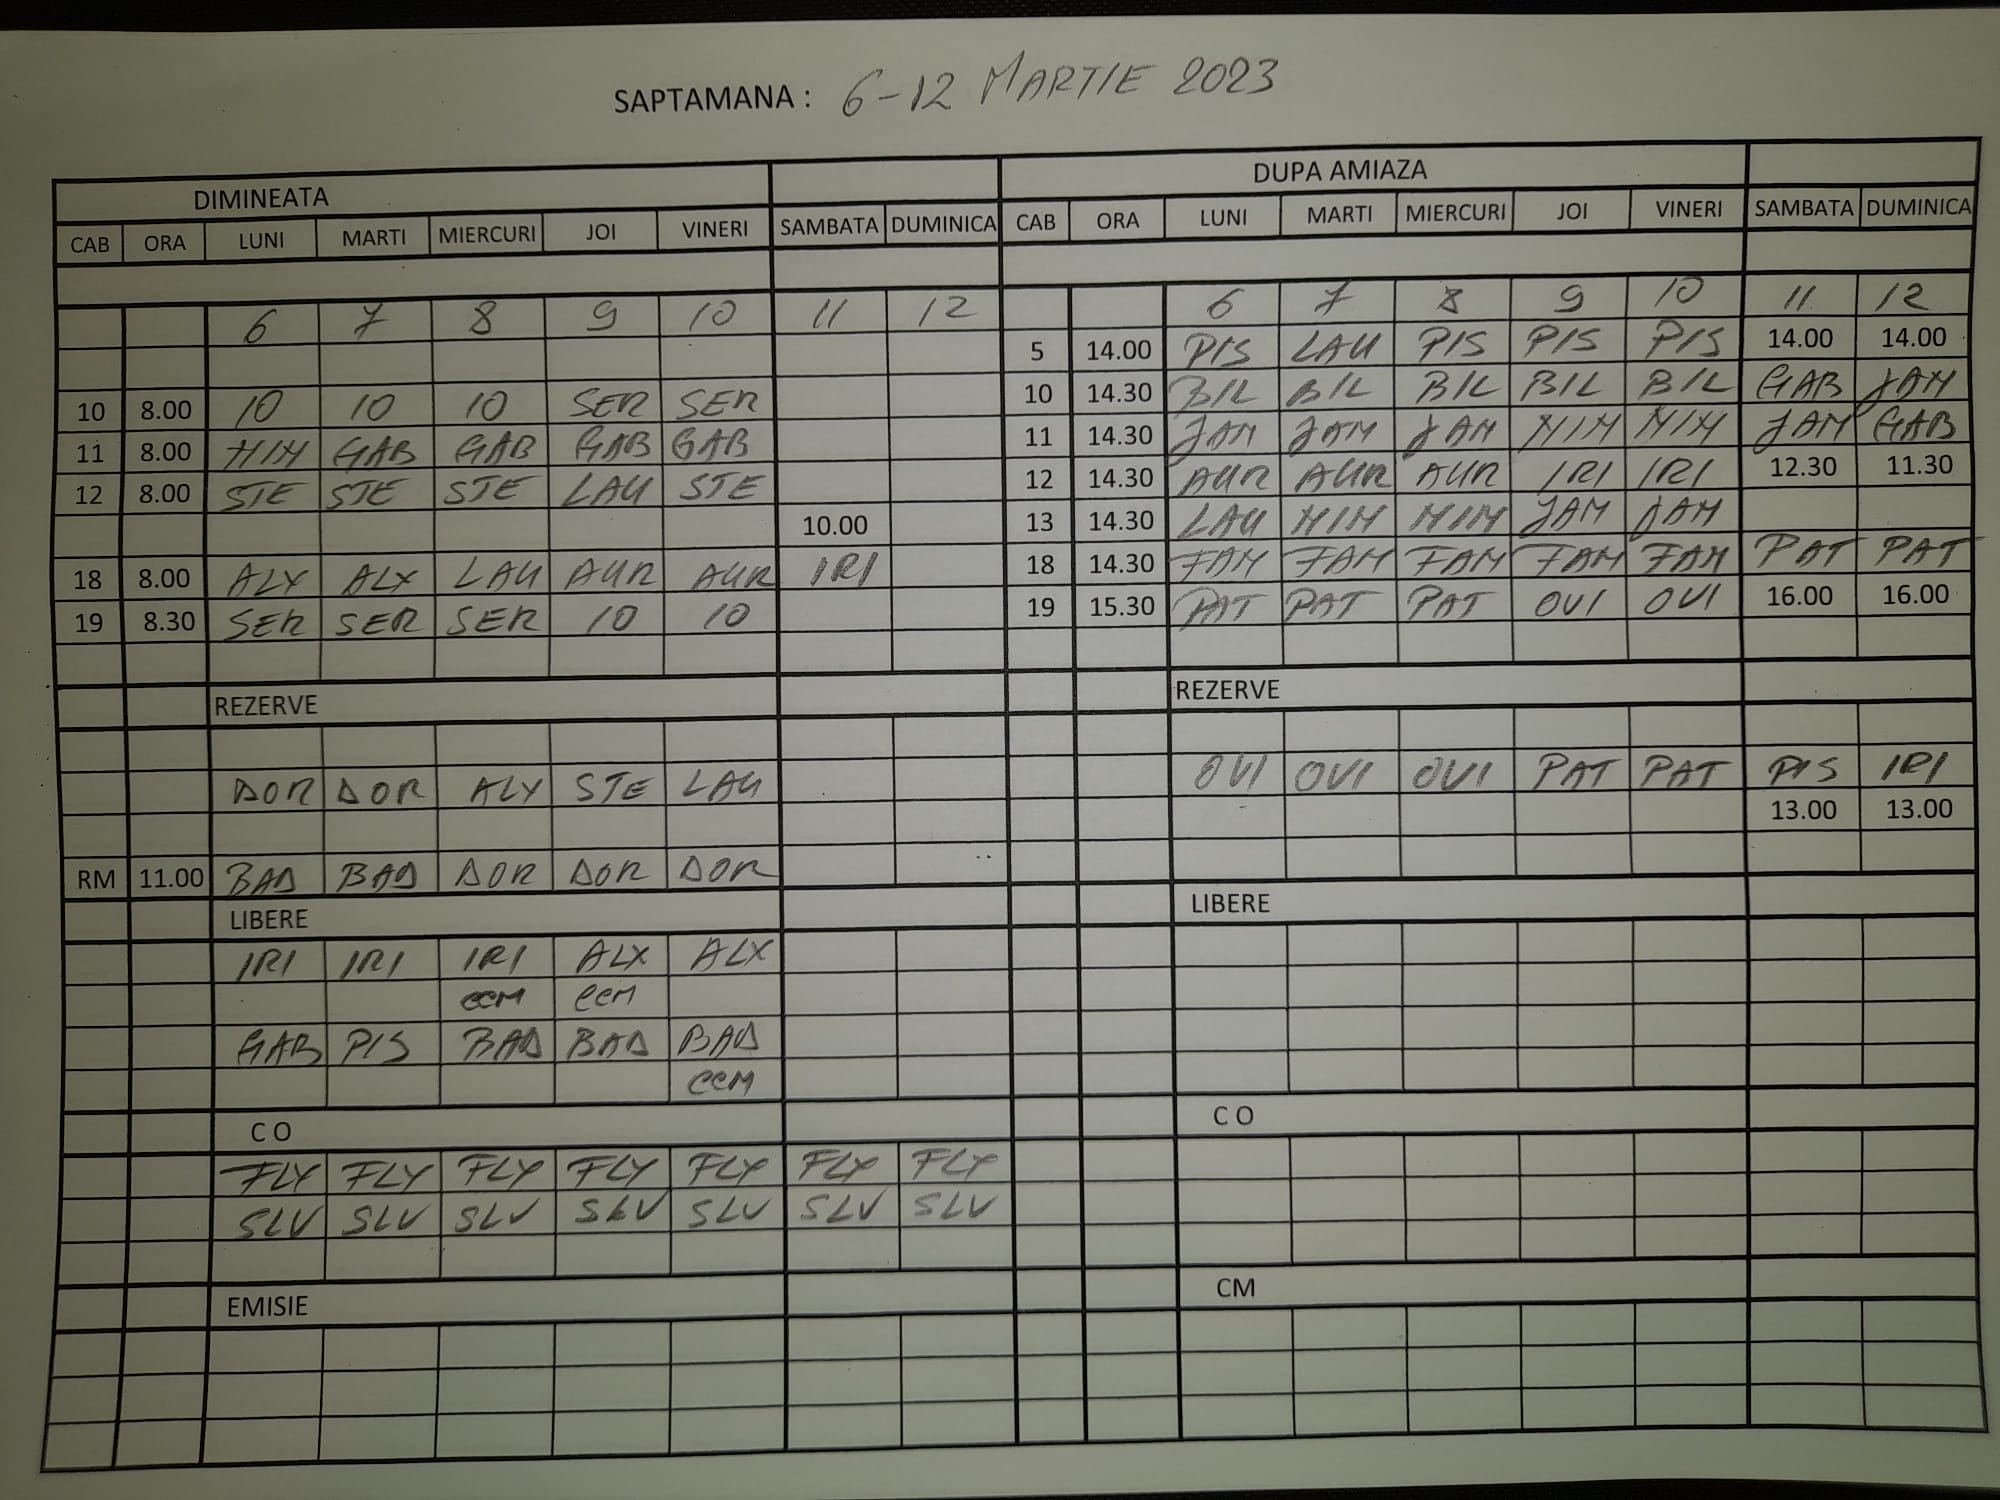 SAPTAMANA : 6-12 MARTIE 2023
DIMINEATA DUPA AMIAZA
CAB ORA LUNI MARTI MIERCURI JOI VINERI SAMBATA DUMINICA CAB ORA LUNI MARTI MIERCURI JOI VINERI SAMBATA DUMINICA
6 7 8 9 10 11 12 6 7 8 9 10 11 12
5 14.00 PIS LAU PIS PIS PIS 14.00 14.00
10 8.00 10 10 10 SER SER 10 14.30 BIL BIL BIL BIL BIL GAB JAM
11 8.00 MIM GAB GAB GAB GAB 11 14.30 JAM JAM JAM MIM MIM JAM GAB
12 8.00 STE STE STE LAU STE 12 14.30 AUR AUR AUR IRI IRI 12.30 11.30
10.00 13 14.30 LAU MIM MIM JAM JAM
18 8.00 ALX ALX LAU AUR AUR IRI 18 14.30 FAM FAM FAM FAM FAM PAT PAT
19 8.30 SER SER SER 10 10 19 15.30 PAT PAT PAT OVI OVI 16.00 16.00
REZERVE REZERVE
DOR DOR ALX STE LAU OVI OVI OVI PAT PAT PIS IRI
13.00 13.00
RM 11.00 BAD BAD DOR DOR DOR
LIBERE LIBERE
IRI IRI IRI ALX ALX
CCM CCM
GAB PIS BAD BAD BAD
CCM
C O C O
FLY FLY FLY FLY FLY FLY FLY
SLV SLV SLV SLV SLV SLV SLV
EMISIE CM